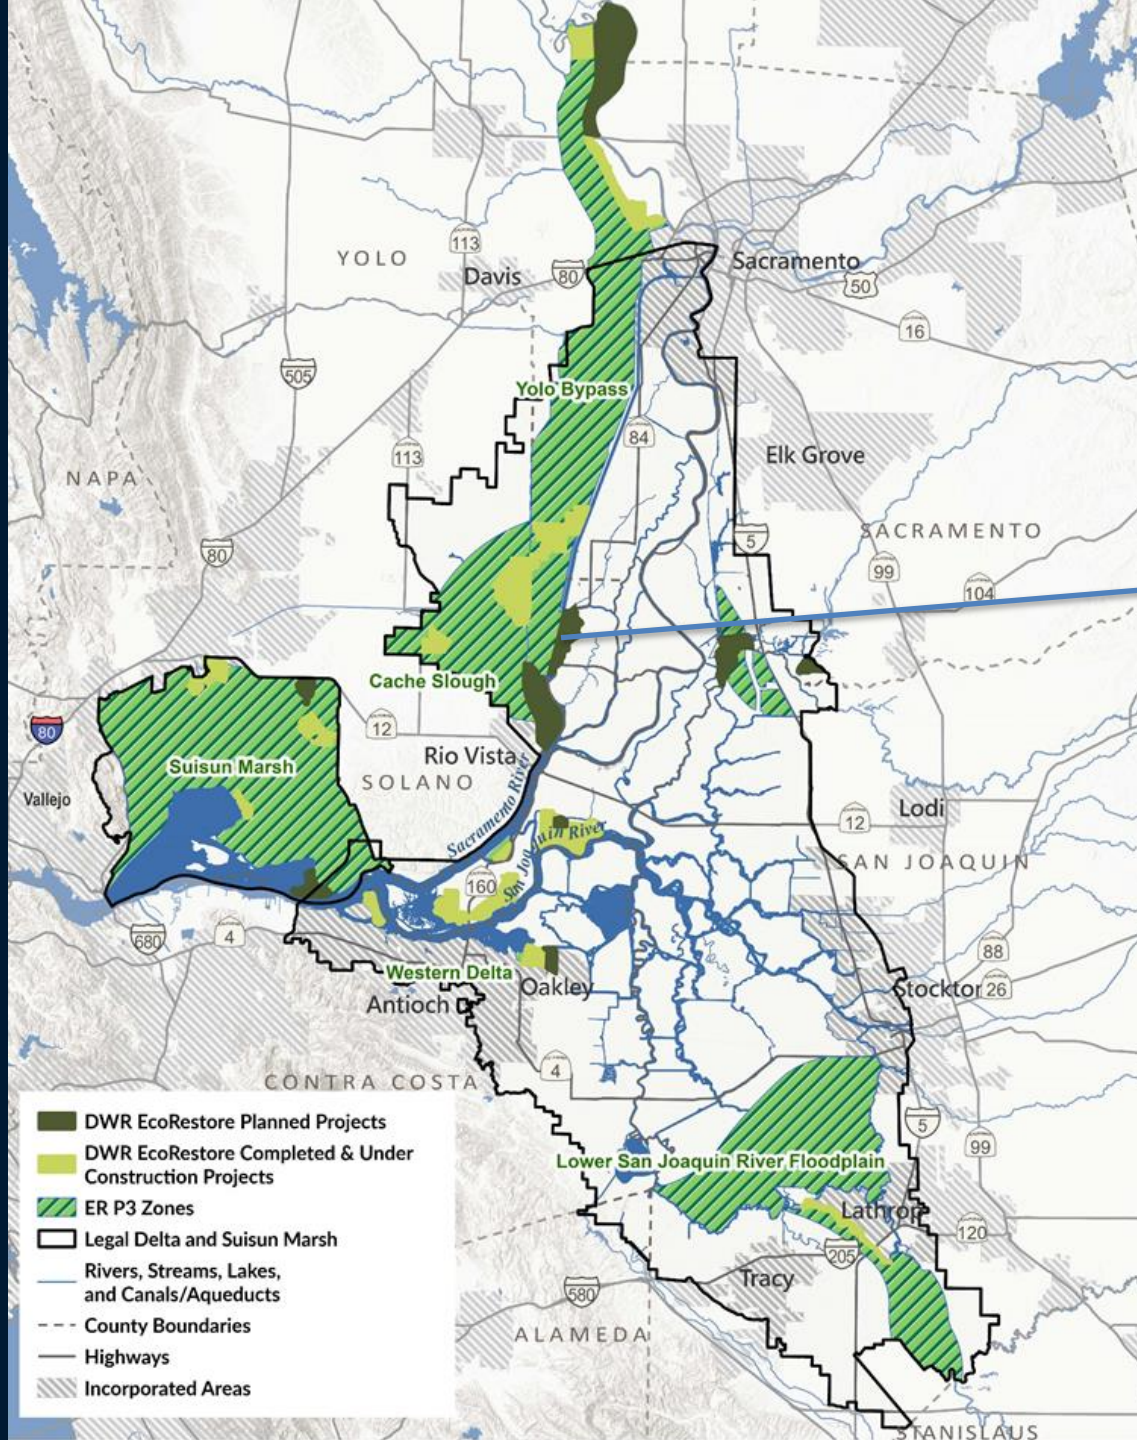 YOLO
113
Davis
80
Sacramento
50
16
505
Yolo Bypass
84
113
Elk Grove
NAPA
5
SACRAMENTO
80
99
104
Cache Slough
80
12
Rio Vista
Suisun Marsh
SOLANO
Vallejo
Sacramento River
Lodi
12
San Joaquin River
SAN JOAQUIN
160
680
4
88
Western Delta
Oakley
Stockton
26
Antioch
4
CONTRA COSTA
5
99
Lower San Joaquin River Floodplain
Lathrop
120
205
Tracy
580
ALAMEDA
STANISLAUS
DWR EcoRestore Planned Projects
DWR EcoRestore Completed & Under
Construction Projects
ER P3 Zones
Legal Delta and Suisun Marsh
Rivers, Streams, Lakes,
and Canals/Aqueducts
County Boundaries
Highways
Incorporated Areas